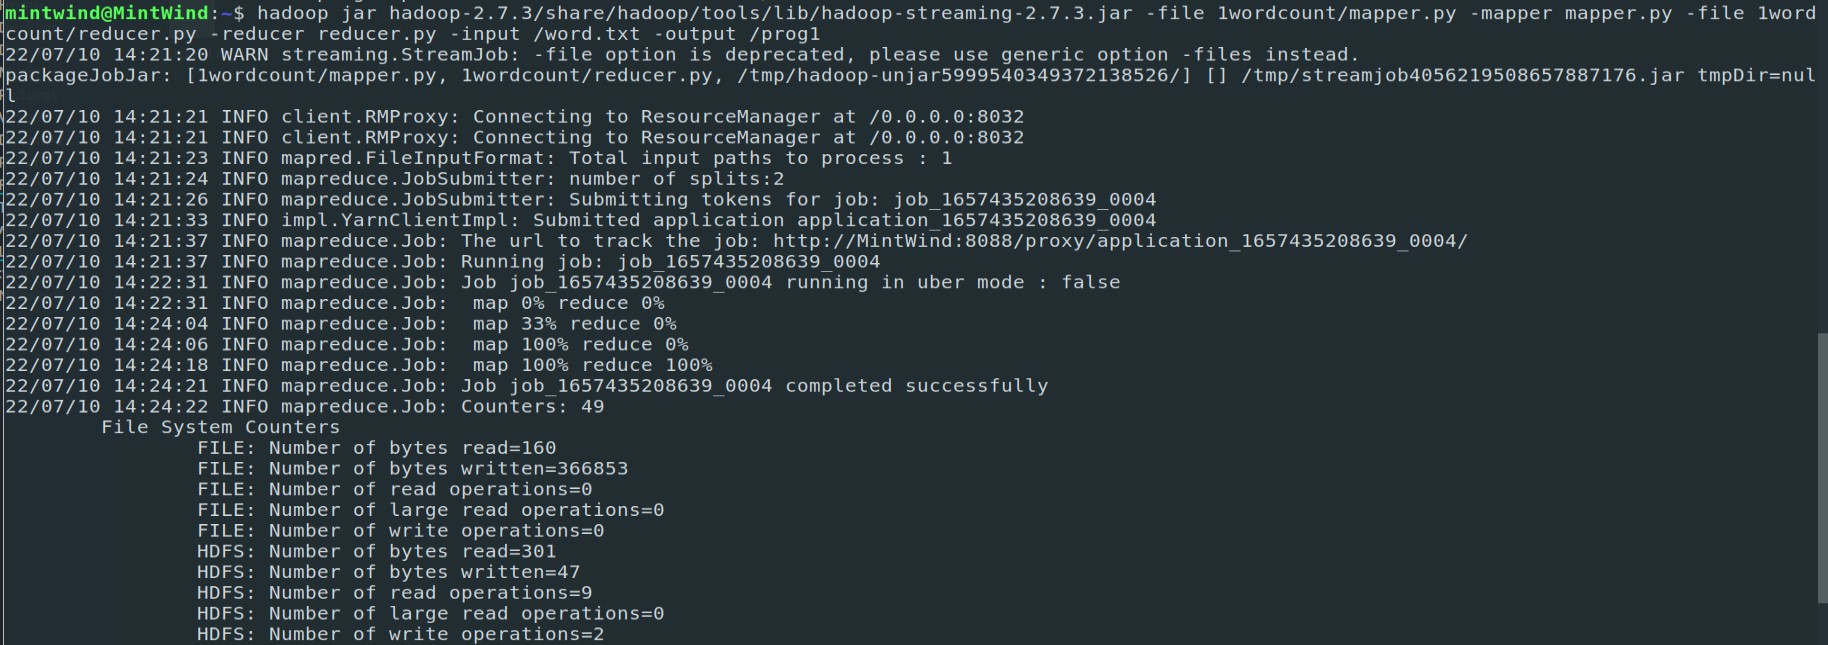 mintwind@MintWind:~$ hadoop jar hadoop-2.7.3/share/hadoop/tools/lib/hadoop-streaming-2.7.3.jar -file 1wordcount/mapper.py -mapper mapper.py -file 1word
count/reducer.py -reducer reducer.py -input /word.txt -output /prog1
22/07/10 14:21:20 WARN streaming.StreamJob: -file option is deprecated, please use generic option -files instead.
packageJobJar: [1wordcount/mapper.py, 1wordcount/reducer.py, /tmp/hadoop-unjar5999540349372138526/] [] /tmp/streamjob4056219508657887176.jar tmpDir=nul
l
22/07/10 14:21:21 INFO client.RMProxy: Connecting to ResourceManager at /0.0.0.0:8032
22/07/10 14:21:21 INFO client.RMProxy: Connecting to ResourceManager at /0.0.0.0:8032
22/07/10 14:21:23 INFO mapred.FileInputFormat: Total input paths to process : 1
22/07/10 14:21:24 INFO mapreduce.JobSubmitter: number of splits:2
22/07/10 14:21:26 INFO mapreduce.JobSubmitter: Submitting tokens for job: job_1657435208639_0004
22/07/10 14:21:33 INFO impl.YarnClientImpl: Submitted application application_1657435208639_0004
22/07/10 14:21:37 INFO mapreduce.Job: The url to track the job: http://MintWind:8088/proxy/application_1657435208639_0004/
22/07/10 14:21:37 INFO mapreduce.Job: Running job: job_1657435208639_0004
22/07/10 14:22:31 INFO mapreduce.Job: Job job_1657435208639_0004 running in uber mode : false
22/07/10 14:22:31 INFO mapreduce.Job:  map 0% reduce 0%
22/07/10 14:24:04 INFO mapreduce.Job:  map 33% reduce 0%
22/07/10 14:24:06 INFO mapreduce.Job:  map 100% reduce 0%
22/07/10 14:24:18 INFO mapreduce.Job:  map 100% reduce 100%
22/07/10 14:24:21 INFO mapreduce.Job: Job job_1657435208639_0004 completed successfully
22/07/10 14:24:22 INFO mapreduce.Job: Counters: 49
File System Counters
FILE: Number of bytes read=160
FILE: Number of bytes written=366853
FILE: Number of read operations=0
FILE: Number of large read operations=0
FILE: Number of write operations=0
HDFS: Number of bytes read=301
HDFS: Number of bytes written=47
HDFS: Number of read operations=9
HDFS: Number of large read operations=0
HDFS: Number of write operations=2